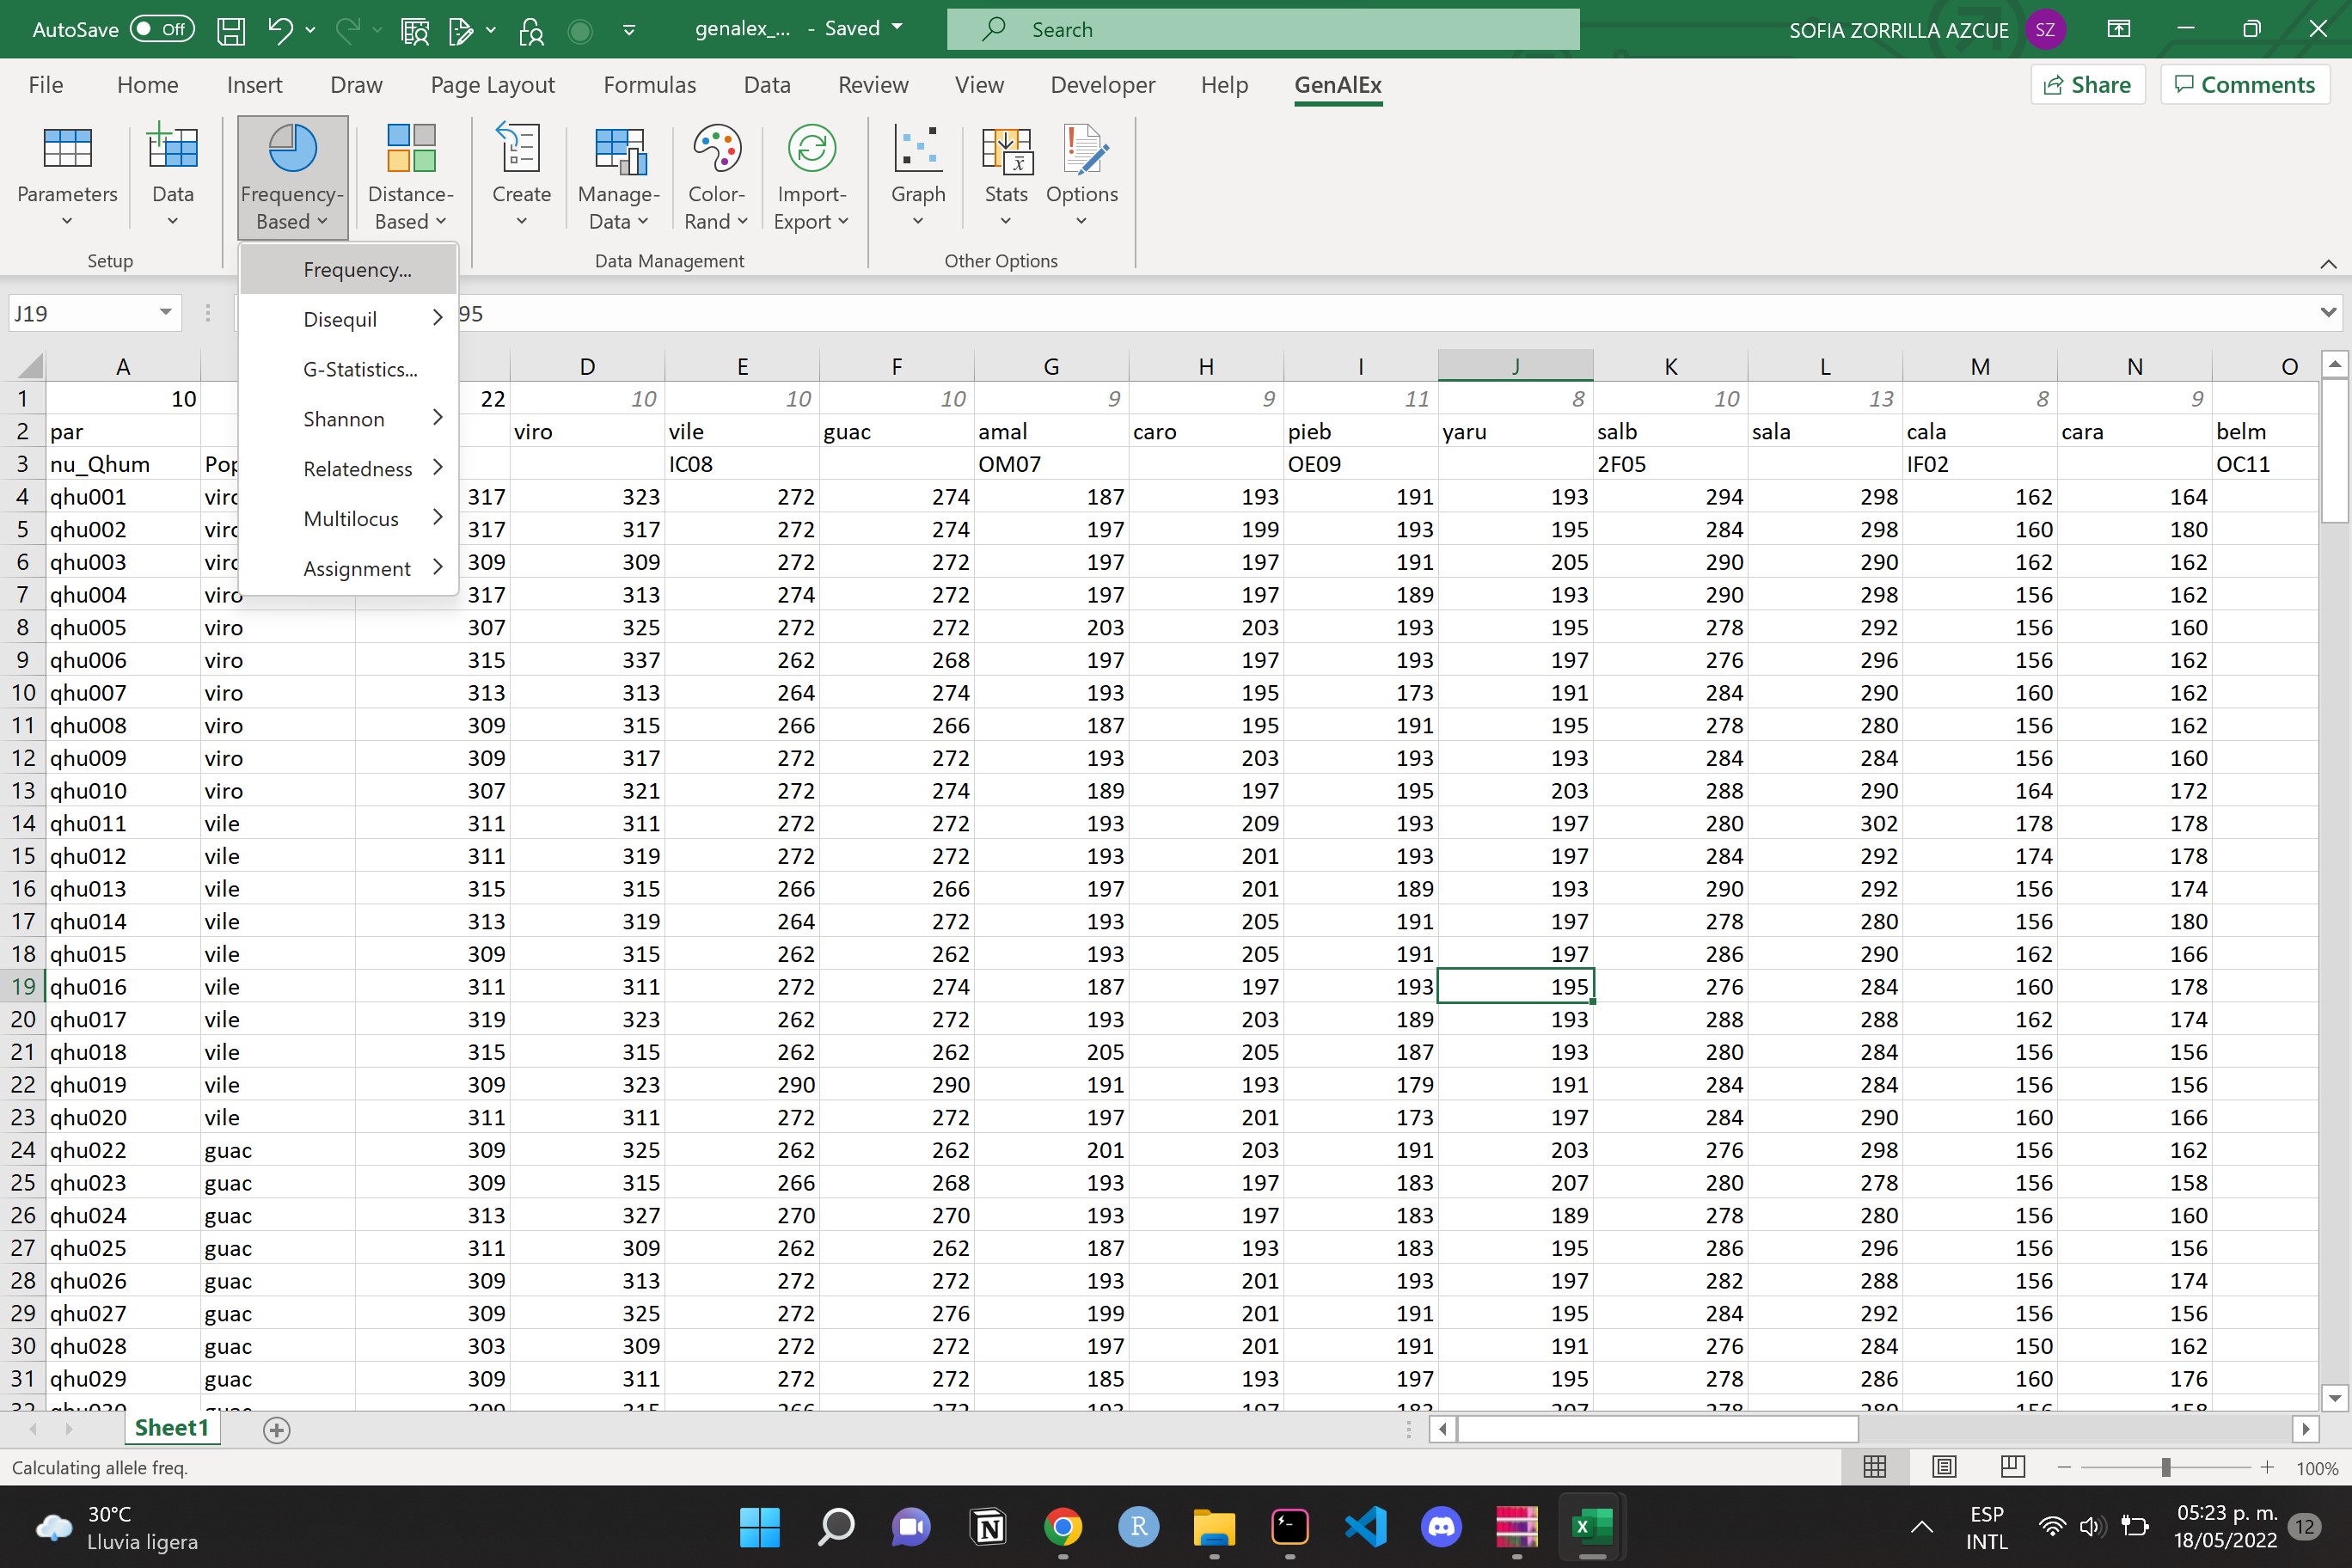 AutoSave Off genalex_... - Saved Search SOFIA ZORRILLA AZCUE SZ
File Home Insert Draw Page Layout Formulas Data Review View Developer Help GenAlEx Share Comments
Parameters Data Frequency-Based Distance-Based Create Manage-Data Color-Rand Import-Export Graph Stats Options
Setup Data Management Other Options
Frequency...
Disequil
G-Statistics...
Shannon
Relatedness
Multilocus
Assignment
J19 95
A D E F G H I J K L M N O
1 10 22 10 10 10 9 9 11 8 10 13 8 9
2 par viro vile guac amal caro pieb yaru salb sala cala cara belm
3 nu_Qhum Pop IC08 OM07 OE09 2F05 IF02 OC11
4 qhu001 viro 317 323 272 274 187 193 191 193 294 298 162 164
5 qhu002 viro 317 317 272 274 197 199 193 195 284 298 160 180
6 qhu003 viro 309 309 272 272 197 197 191 205 290 290 162 162
7 qhu004 viro 317 313 274 272 197 197 189 193 290 298 156 162
8 qhu005 viro 307 325 272 272 203 203 193 195 278 292 156 160
9 qhu006 viro 315 337 262 268 197 197 193 197 276 296 156 162
10 qhu007 viro 313 313 264 274 193 195 173 191 284 290 160 162
11 qhu008 viro 309 315 266 266 187 195 191 195 278 280 156 162
12 qhu009 viro 309 317 272 272 193 203 193 193 284 284 156 160
13 qhu010 viro 307 321 272 274 189 197 195 203 288 290 164 172
14 qhu011 vile 311 311 272 272 193 209 193 197 280 302 178 178
15 qhu012 vile 311 319 272 272 193 201 193 197 284 292 174 178
16 qhu013 vile 315 315 266 266 197 201 189 193 290 292 156 174
17 qhu014 vile 313 319 264 272 193 205 191 197 278 280 156 180
18 qhu015 vile 309 315 262 262 193 205 191 197 286 290 162 166
19 qhu016 vile 311 311 272 274 187 197 193 195 276 284 160 178
20 qhu017 vile 319 323 262 272 193 203 189 193 288 288 162 174
21 qhu018 vile 315 315 262 262 205 205 187 193 280 284 156 156
22 qhu019 vile 309 323 290 290 191 193 179 191 284 284 156 156
23 qhu020 vile 311 311 272 272 197 201 173 197 284 290 160 166
24 qhu022 guac 309 325 262 262 201 203 191 203 276 298 156 162
25 qhu023 guac 309 315 266 268 193 197 183 207 280 278 156 158
26 qhu024 guac 313 327 270 270 193 197 183 189 278 280 156 160
27 qhu025 guac 311 309 262 262 187 193 183 195 286 296 156 156
28 qhu026 guac 309 313 272 272 193 201 193 197 282 288 156 174
29 qhu027 guac 309 325 272 276 199 201 191 195 284 292 156 156
30 qhu028 guac 303 309 272 272 197 201 191 191 276 284 150 162
31 qhu029 guac 309 311 272 272 185 193 197 195 278 286 160 176
Sheet1
Calculating allele freq. 100%
30°C
Lluvia ligera
ESP
INTL
05:23 p. m.
18/05/2022
12